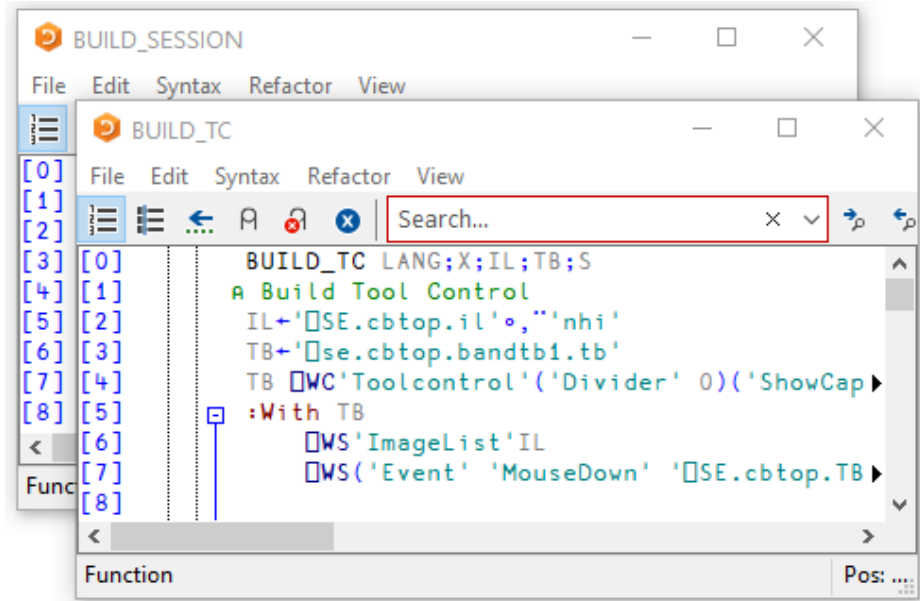 BUILD_SESSION
File Edit Syntax Refactor View
BUILD_TC
File Edit Syntax Refactor View
Search...
[0]
[1]
[2]
[3]
[4]
[5]
[6]
[7]
[8]
Func
[0] BUILD_TC LANG;X;IL;TB;S
[1] ⍝ Build Tool Control
[2] IL←'⎕SE.cbtop.il'∘,¨'nhi'
[3] TB←'⎕se.cbtop.bandtb1.tb'
[4] TB ⎕WC'Toolcontrol'('Divider' 0)('ShowCap
[5] :With TB
[6] ⎕WS'ImageList'IL
[7] ⎕WS('Event' 'MouseDown' '⎕SE.cbtop.TB
[8]
Function Pos: ...